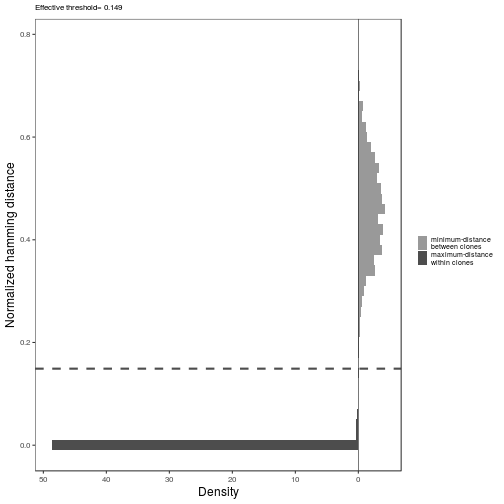 Effective threshold= 0.149
0.8
0.6
0.4
0.2
0.0
Normalized hamming distance
50
40
30
20
10
0
Density
minimum-distance
between clones
maximum-distance
within clones